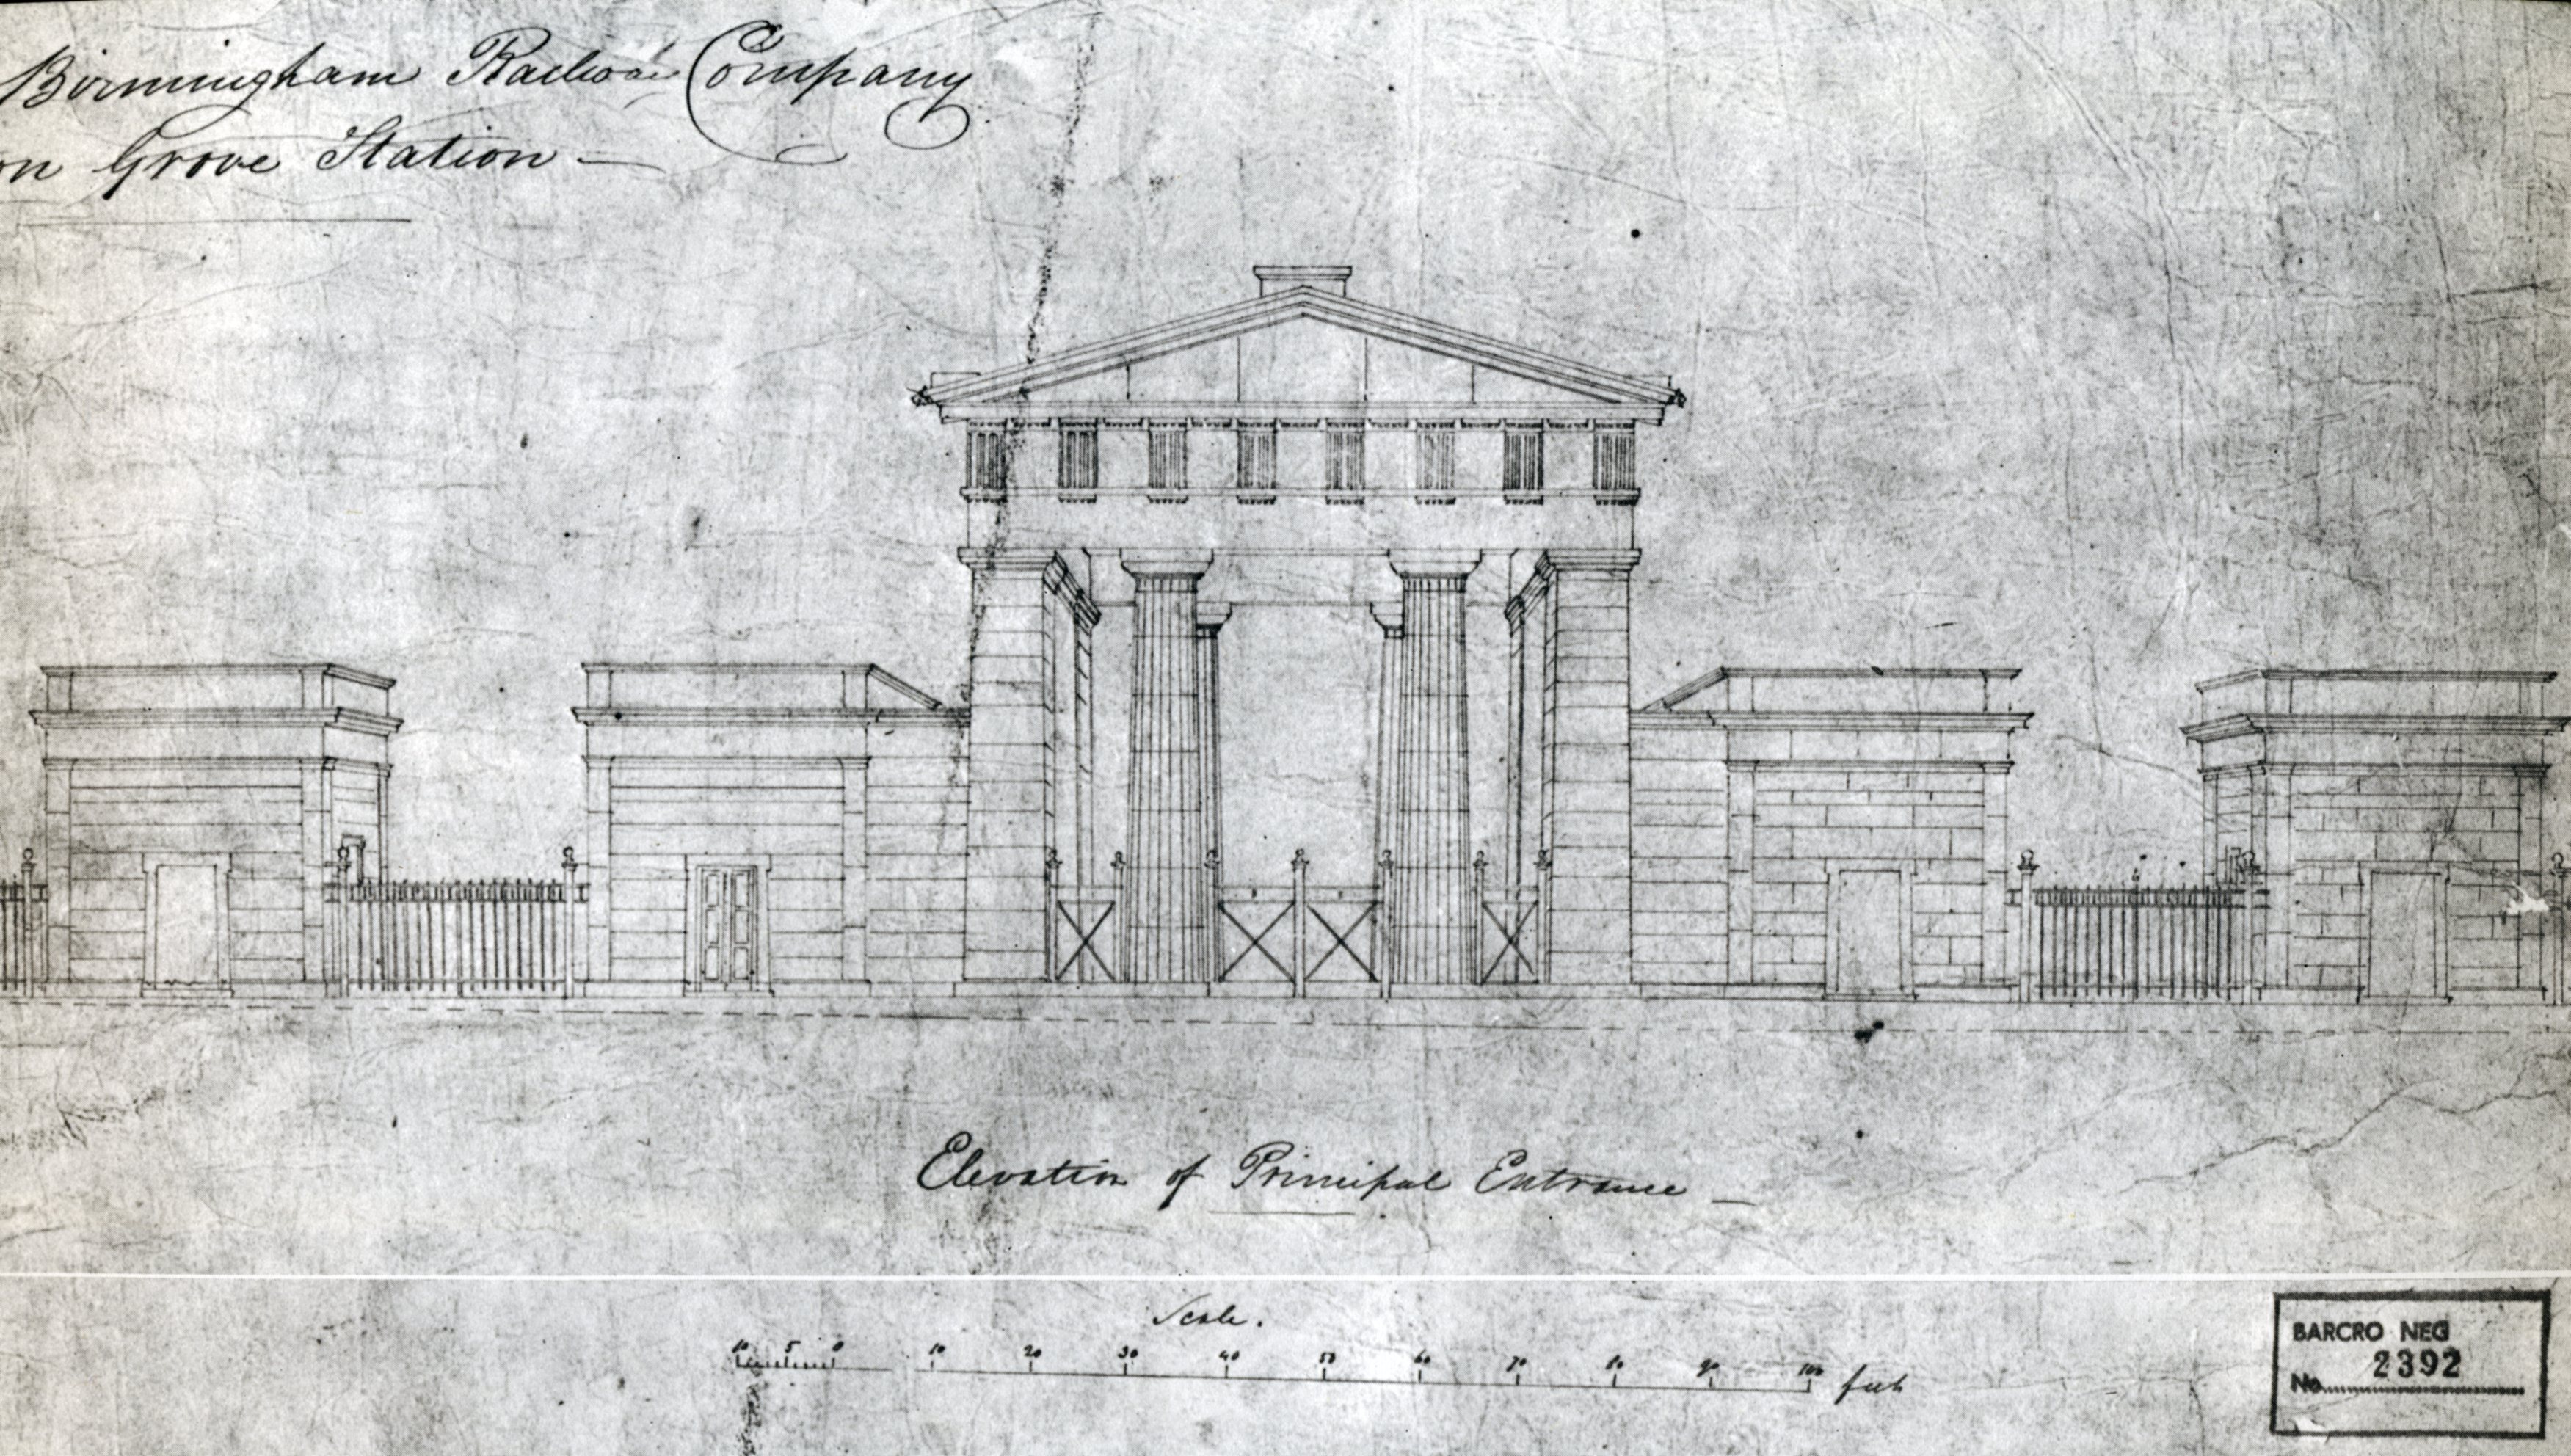 Birmingham Railway Company
on Grove Station
Elevation of Principal Entrance
Scale.
10 5 0 10 20 30 40 50 60 70 80 90 100 feet
BARCRO NEG
No 2392